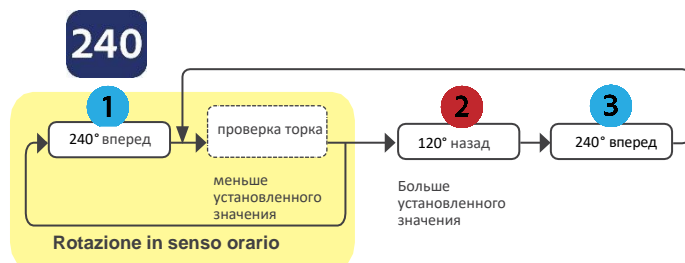 240
1
2
3
240° вперед
проверка торка
120° назад
240° вперед
меньше
установленного
значения
Больше
установленного
значения
Rotazione in senso orario